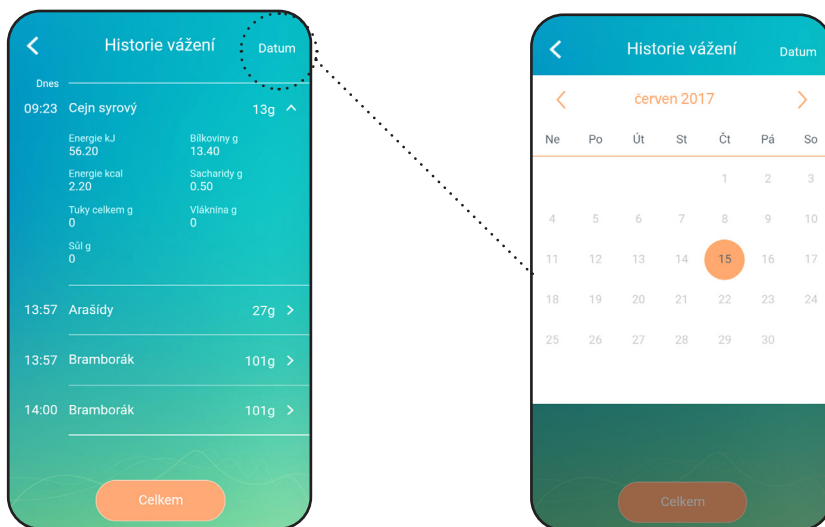 Historie vážení Datum
Dnes
09:23 Cejn syrový 13g
Energie kJ Bílkoviny g
56.20 13.40
Energie kcal Sacharidy g
2.20 0.50
Tuky celkem g Vláknina g
0 0
Sůl g
0
13:57 Arašídy 27g
13:57 Bramborák 101g
14:00 Bramborák 101g
Celkem
Historie vážení Datum
červen 2017
Ne Po Út St Čt Pá So
1 2 3
4 5 6 7 8 9 10
11 12 13 14 15 16 17
18 19 20 21 22 23 24
25 26 27 28 29 30
Celkem